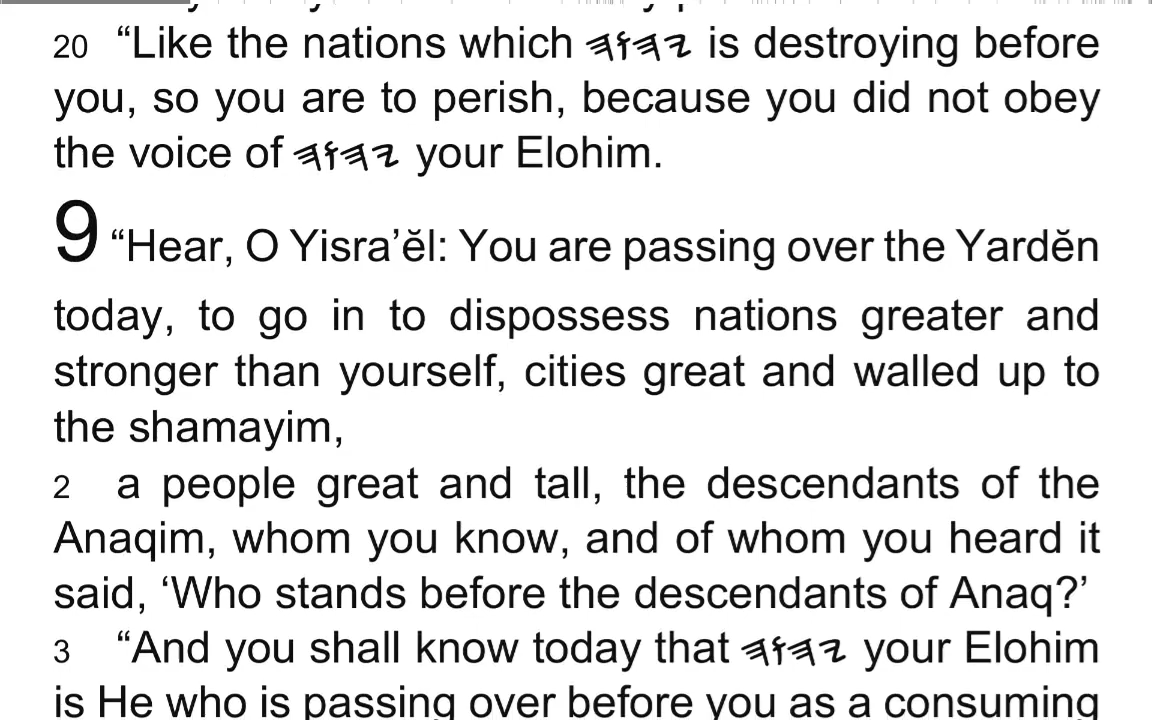 20 “Like the nations which 𐤉𐤄𐤅𐤄 is destroying before
you, so you are to perish, because you did not obey
the voice of 𐤉𐤄𐤅𐤄 your Elohim.
9 “Hear, O Yisra’ĕl: You are passing over the Yardĕn
today, to go in to dispossess nations greater and
stronger than yourself, cities great and walled up to
the shamayim,
2 a people great and tall, the descendants of the
Anaqim, whom you know, and of whom you heard it
said, ‘Who stands before the descendants of Anaq?’
3 “And you shall know today that 𐤉𐤄𐤅𐤄 your Elohim
is He who is passing over before you as a consuming